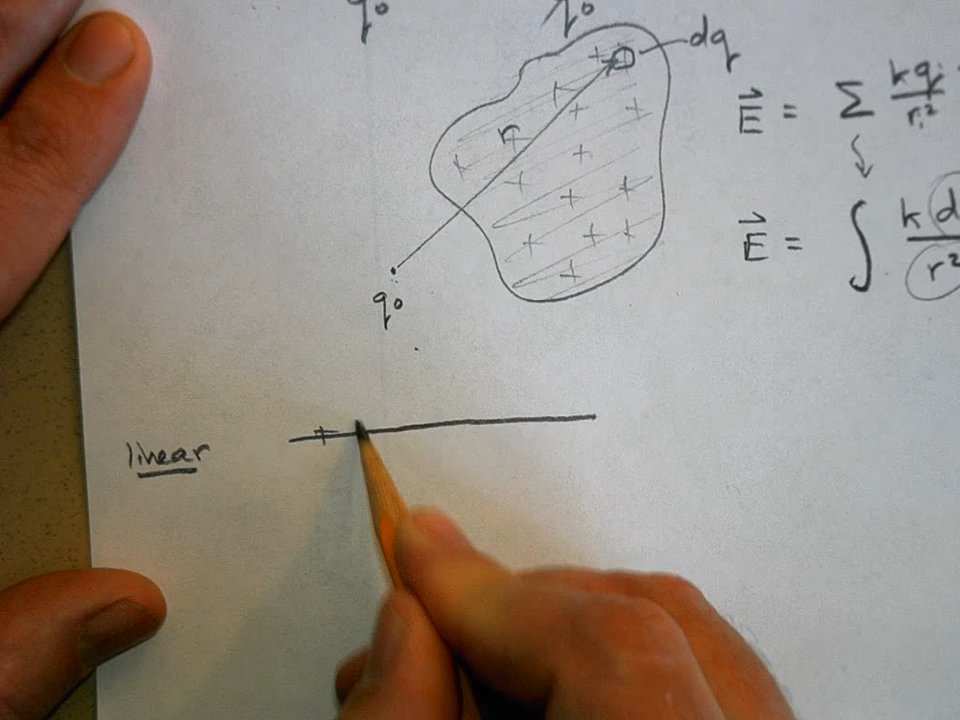 q₀ q₀
dq
r
E⃗ = Σ kqᵢ/rᵢ²
q₀
E⃗ = ∫ k d/r²
linear